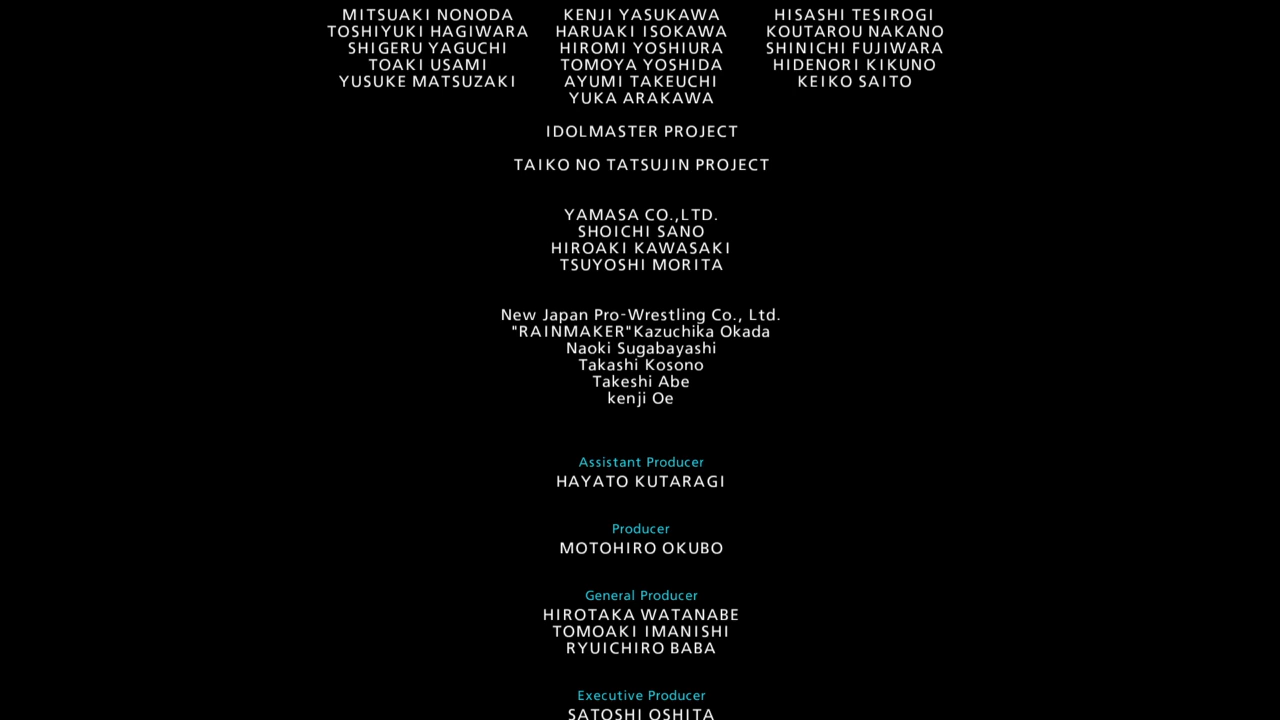 MITSUAKI NONODA KENJI YASUKAWA HISASHI TESIROGI
TOSHIYUKI HAGIWARA HARUAKI ISOKAWA KOUTAROU NAKANO
SHIGERU YAGUCHI HIROMI YOSHIURA SHINICHI FUJIWARA
TOAKI USAMI TOMOYA YOSHIDA HIDENORI KIKUNO
YUSUKE MATSUZAKI AYUMI TAKEUCHI KEIKO SAITO
YUKA ARAKAWA
IDOLMASTER PROJECT
TAIKO NO TATSUJIN PROJECT
YAMASA CO.,LTD.
SHOICHI SANO
HIROAKI KAWASAKI
TSUYOSHI MORITA
New Japan Pro-Wrestling Co., Ltd.
"RAINMAKER"Kazuchika Okada
Naoki Sugabayashi
Takashi Kosono
Takeshi Abe
kenji Oe
Assistant Producer
HAYATO KUTARAGI
Producer
MOTOHIRO OKUBO
General Producer
HIROTAKA WATANABE
TOMOAKI IMANISHI
RYUICHIRO BABA
Executive Producer
SATOSHI OSHITA